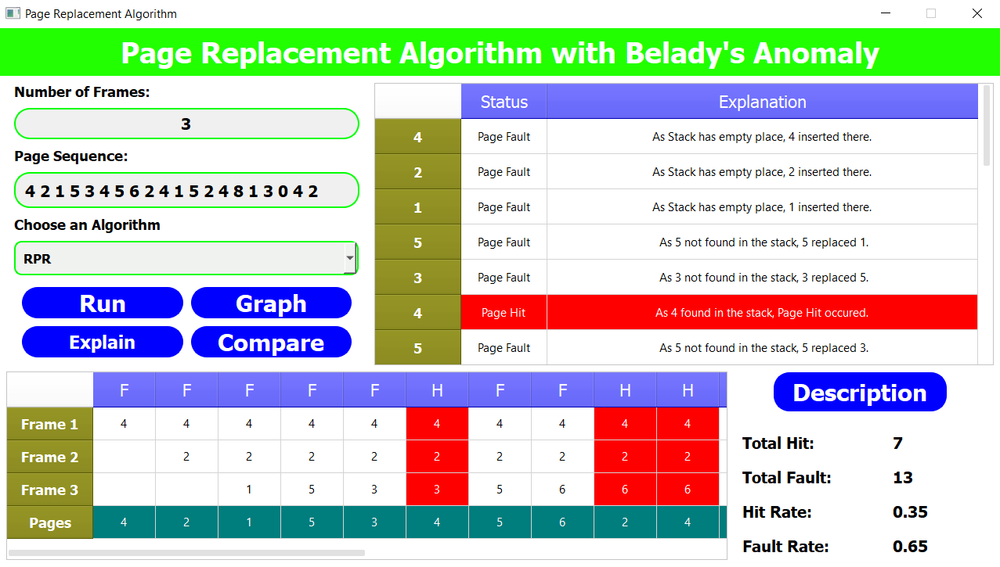 Page Replacement Algorithm
Page Replacement Algorithm with Belady's Anomaly
Number of Frames:
3
Page Sequence:
4 2 1 5 3 4 5 6 2 4 1 5 2 4 8 1 3 0 4 2
Choose an Algorithm
RPR
Run Graph
Explain Compare
Status Explanation
4 Page Fault As Stack has empty place, 4 inserted there.
2 Page Fault As Stack has empty place, 2 inserted there.
1 Page Fault As Stack has empty place, 1 inserted there.
5 Page Fault As 5 not found in the stack, 5 replaced 1.
3 Page Fault As 3 not found in the stack, 3 replaced 5.
4 Page Hit As 4 found in the stack, Page Hit occured.
5 Page Fault As 5 not found in the stack, 5 replaced 3.
F F F F F H F F H H
Frame 1 4 4 4 4 4 4 4 4 4 4
Frame 2 2 2 2 2 2 2 2 2 2
Frame 3 1 5 3 3 5 6 6 6
Pages 4 2 1 5 3 4 5 6 2 4
Description
Total Hit: 7
Total Fault: 13
Hit Rate: 0.35
Fault Rate: 0.65